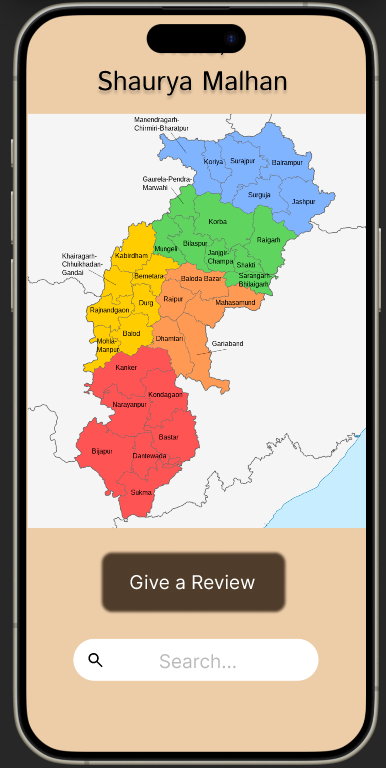 Shaurya Malhan
Manendragarh-
Chirmiri-Bharatpur
Koriya
Surajpur
Balrampur
Gaurela-Pendra-
Marwahi
Surguja
Jashpur
Korba
Raigarh
Bilaspur
Mungeli
Janjgir-
Champa
Shakti
Kabirdham
Khairagarh-
Chhuikhadan-
Gandai
Bemetara
Baloda Bazar
Sarangarh-
Bhilaigarh
Durg
Raipur
Mahasamund
Rajnandgaon
Balod
Dhamtari
Gariaband
Mohla-
Manpur
Kanker
Kondagaon
Narayanpur
Bastar
Bijapur
Dantewada
Sukma
Give a Review
Search...